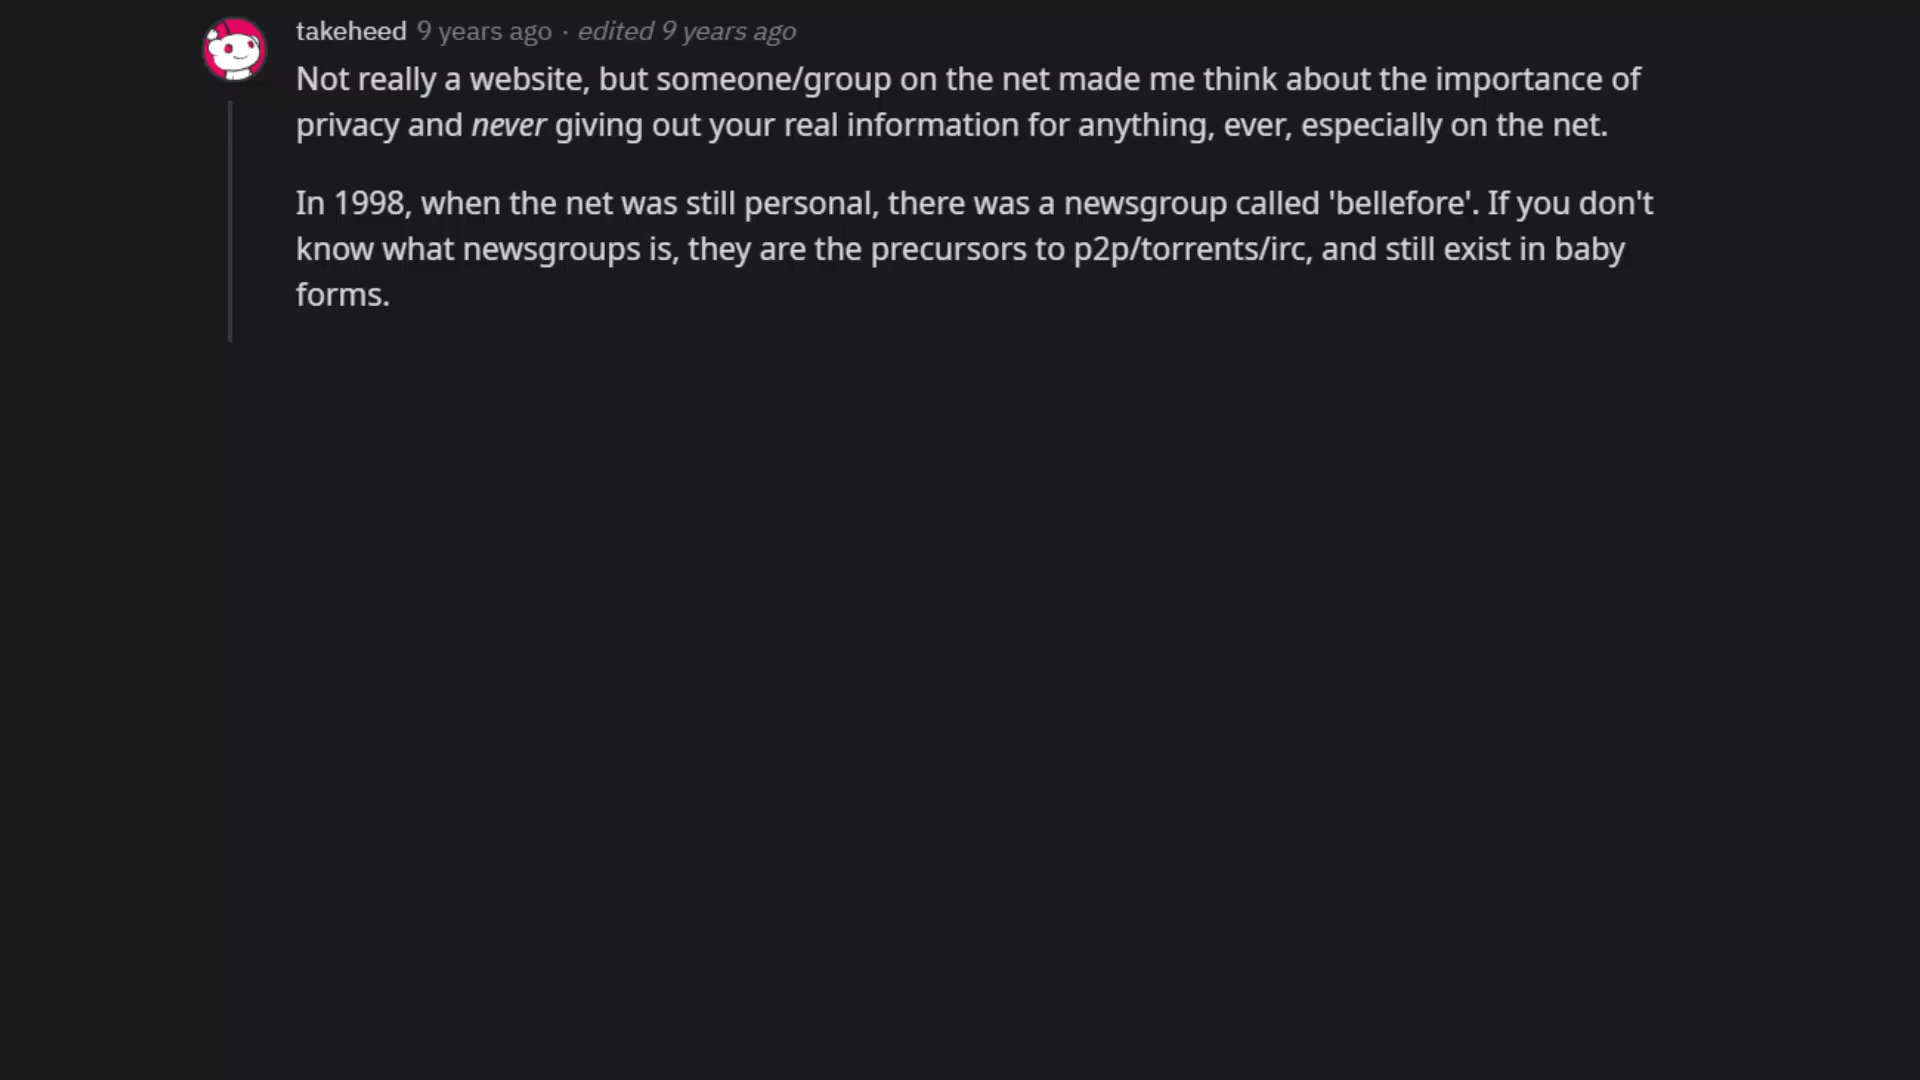 takeheed 9 years ago · edited 9 years ago
Not really a website, but someone/group on the net made me think about the importance of
privacy and never giving out your real information for anything, ever, especially on the net.
In 1998, when the net was still personal, there was a newsgroup called 'bellefore'. If you don't
know what newsgroups is, they are the precursors to p2p/torrents/irc, and still exist in baby
forms.